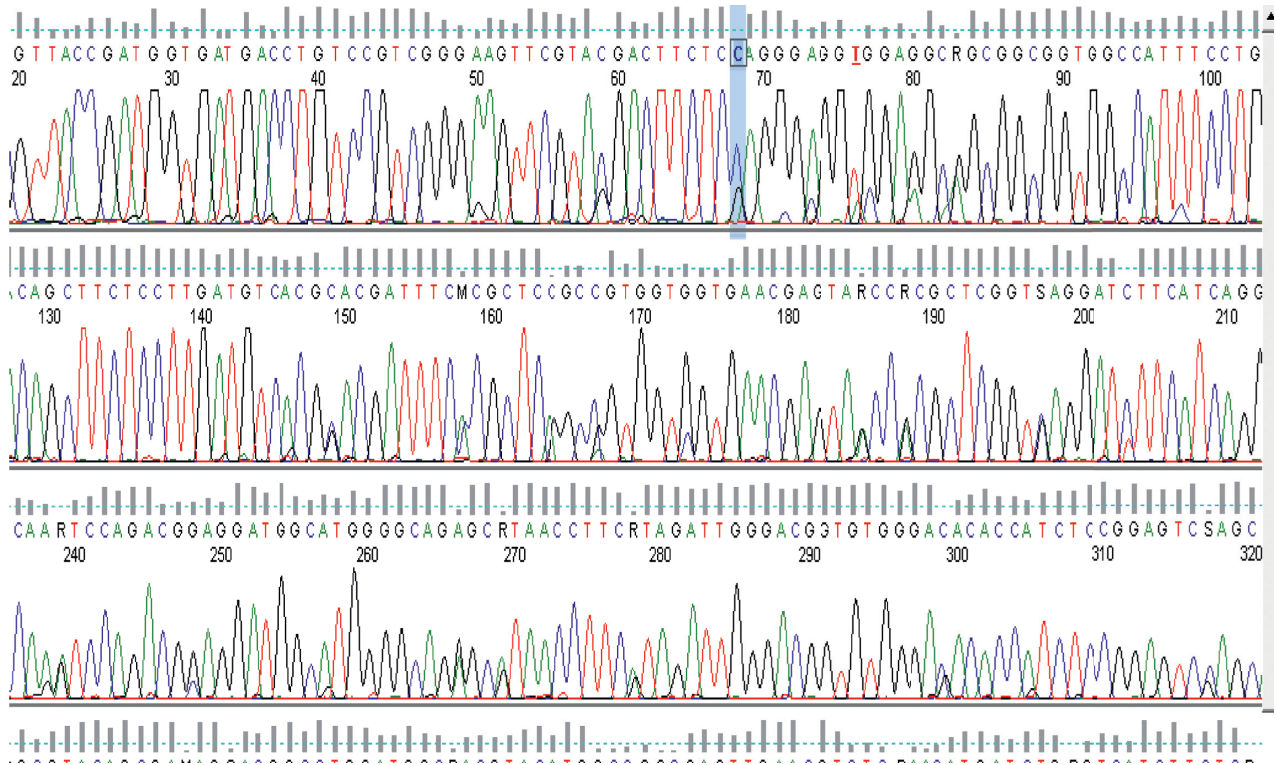 GTTACCGATGGTGATGACCTGTCCGTCGGGAAGTTCGTACGACTTCTCCAGGGAGGTGGAGGCRGCGGCGGTGGCCATTTCCTG
20 30 40 50 60 70 80 90 100
CAGCTTCTCCTTGATGTCACGCACGATTTCMCGCTCCGCCGTGGTGGTGAACGAGTARCCRCGCTCGGTSAGGATCTTCATCAGG
130 140 150 160 170 180 190 200 210
CAARTCCAGACGGAGGATGGCATGGGGCAGAGCRTAACCTTCRTAGATTGGGACGGTGTGGGACACACCATCTCCGGAGTCSAGC
240 250 260 270 280 290 300 310 320